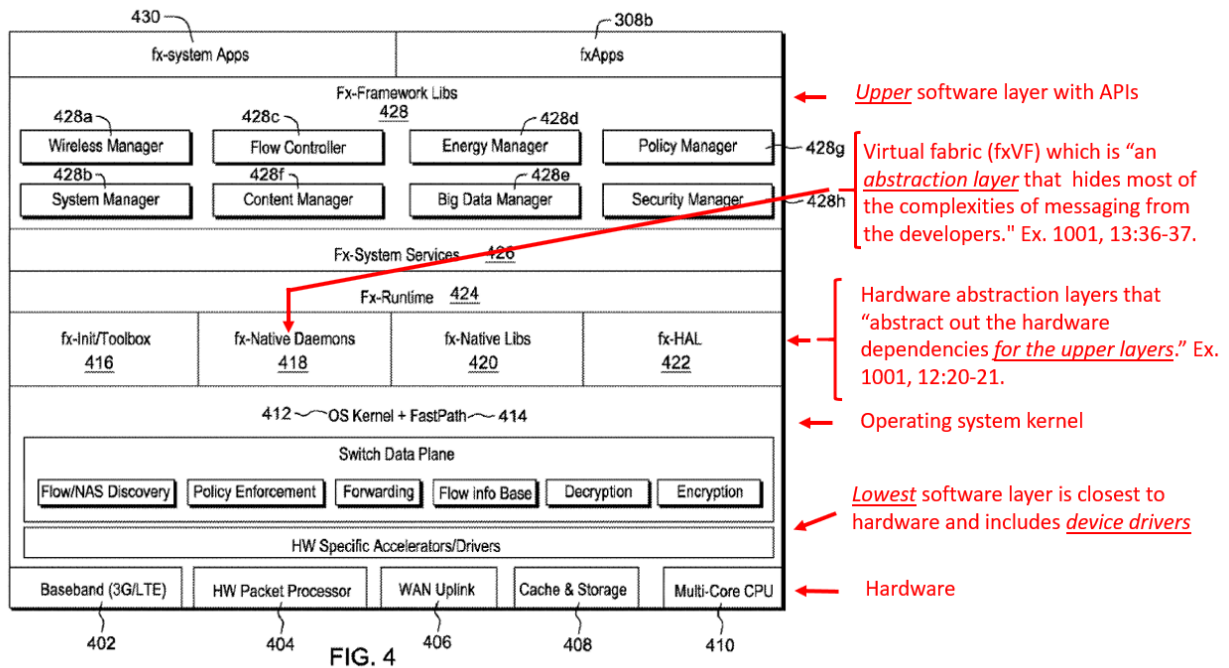 430
308b
fx-system Apps
fxApps
Fx-Framework Libs
428
428a
428c
428d
Wireless Manager
Flow Controller
Energy Manager
Policy Manager
428g
428b
428f
428e
System Manager
Content Manager
Big Data Manager
Security Manager
428h
Fx-System Services 426
Fx-Runtime 424
fx-Init/Toolbox
416
fx-Native Daemons
418
fx-Native Libs
420
fx-HAL
422
412 OS Kernel + FastPath 414
Switch Data Plane
Flow/NAS Discovery
Policy Enforcement
Forwarding
Flow info Base
Decryption
Encryption
HW Specific Accelerators/Drivers
Baseband (3G/LTE)
HW Packet Processor
WAN Uplink
Cache & Storage
Multi-Core CPU
402
404
406
408
410
FIG. 4
Upper software layer with APIs
Virtual fabric (fxVF) which is “an
abstraction layer that hides most of
the complexities of messaging from
the developers." Ex. 1001, 13:36-37.
Hardware abstraction layers that
“abstract out the hardware
dependencies for the upper layers.” Ex.
1001, 12:20-21.
Operating system kernel
Lowest software layer is closest to
hardware and includes device drivers
Hardware